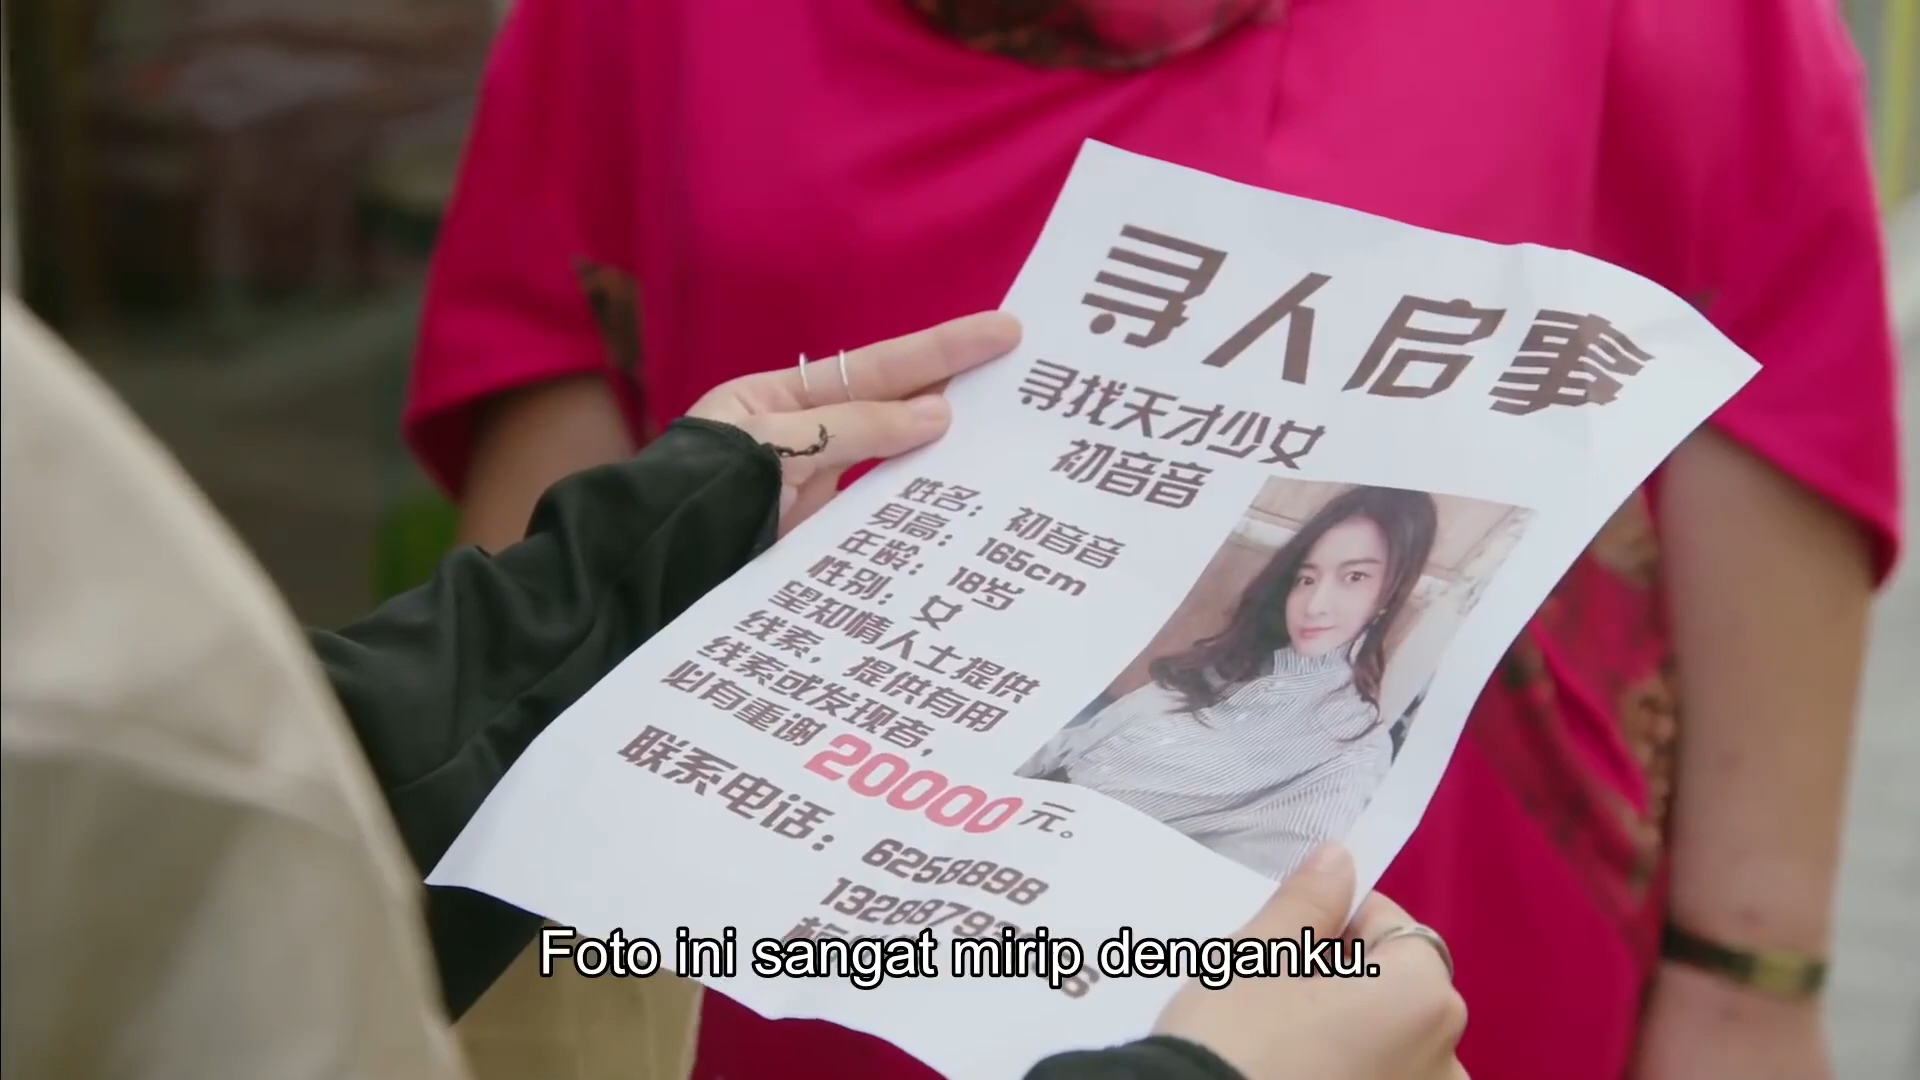 寻人启事
寻找天才少女
初音音
姓名：初音音
身高：165cm
年龄：18岁
性别：女
望知情人士提供
线索，提供有用
线索或发现者，
必有重谢20000元。
联系电话：6258898
Foto ini sangat mirip denganku.